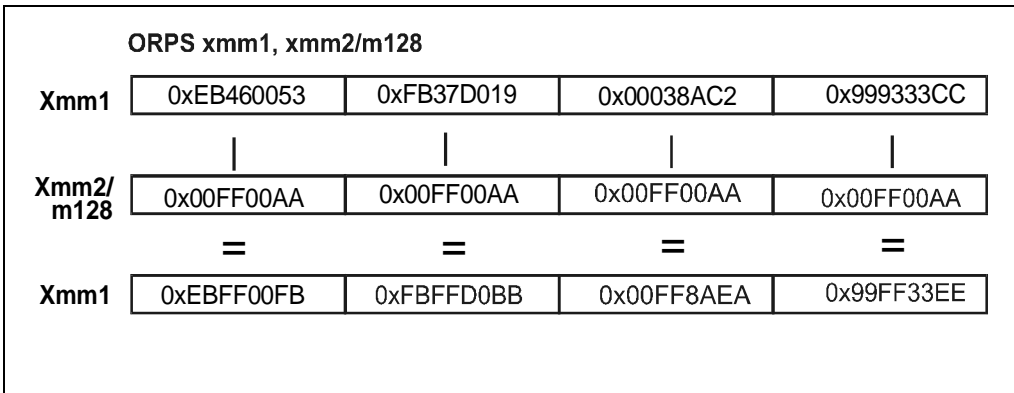 ORPS xmm1, xmm2/m128
Xmm1 0xEB460053 0xFB37D019 0x00038AC2 0x999333CC
| | | |
Xmm2/
m128 0x00FF00AA 0x00FF00AA 0x00FF00AA 0x00FF00AA
= = = =
Xmm1 0xEBFF00FB 0xFBFFD0BB 0x00FF8AEA 0x99FF33EE